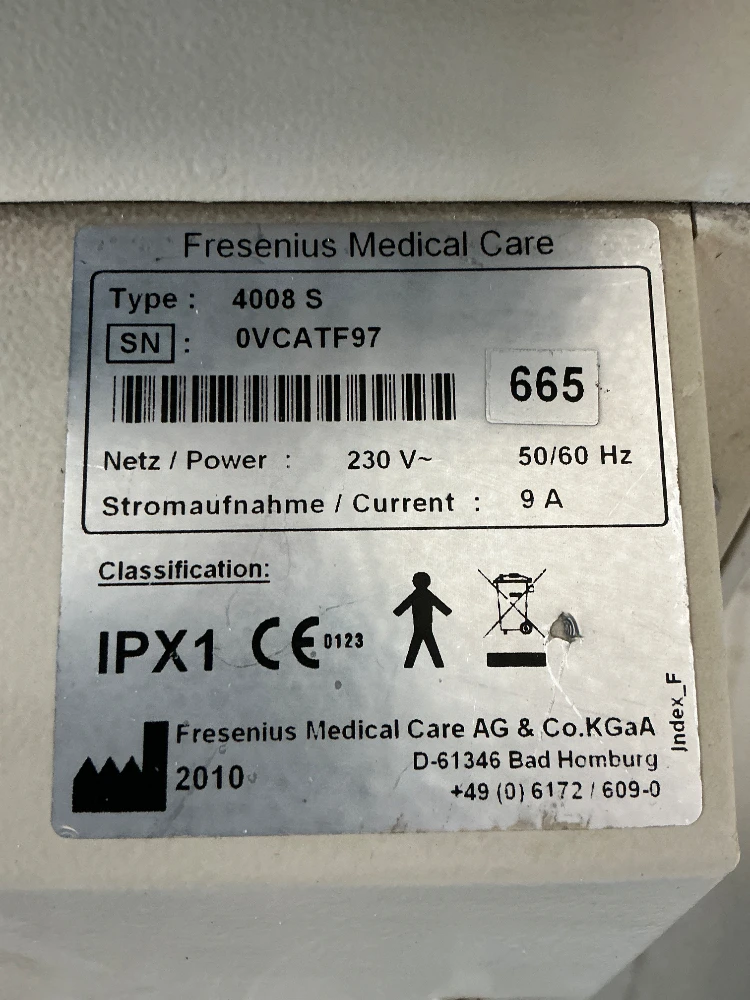 Fresenius Medical Care
Type : 4008 S
SN : 0VCATF97
665
Netz / Power : 230 V~ 50/60 Hz
Stromaufnahme / Current : 9 A
Classification:
IPX1 CE 0123
Fresenius Medical Care AG & Co.KGaA
2010
D-61346 Bad Homburg
+49 (0) 6172 / 609-0
Index_F